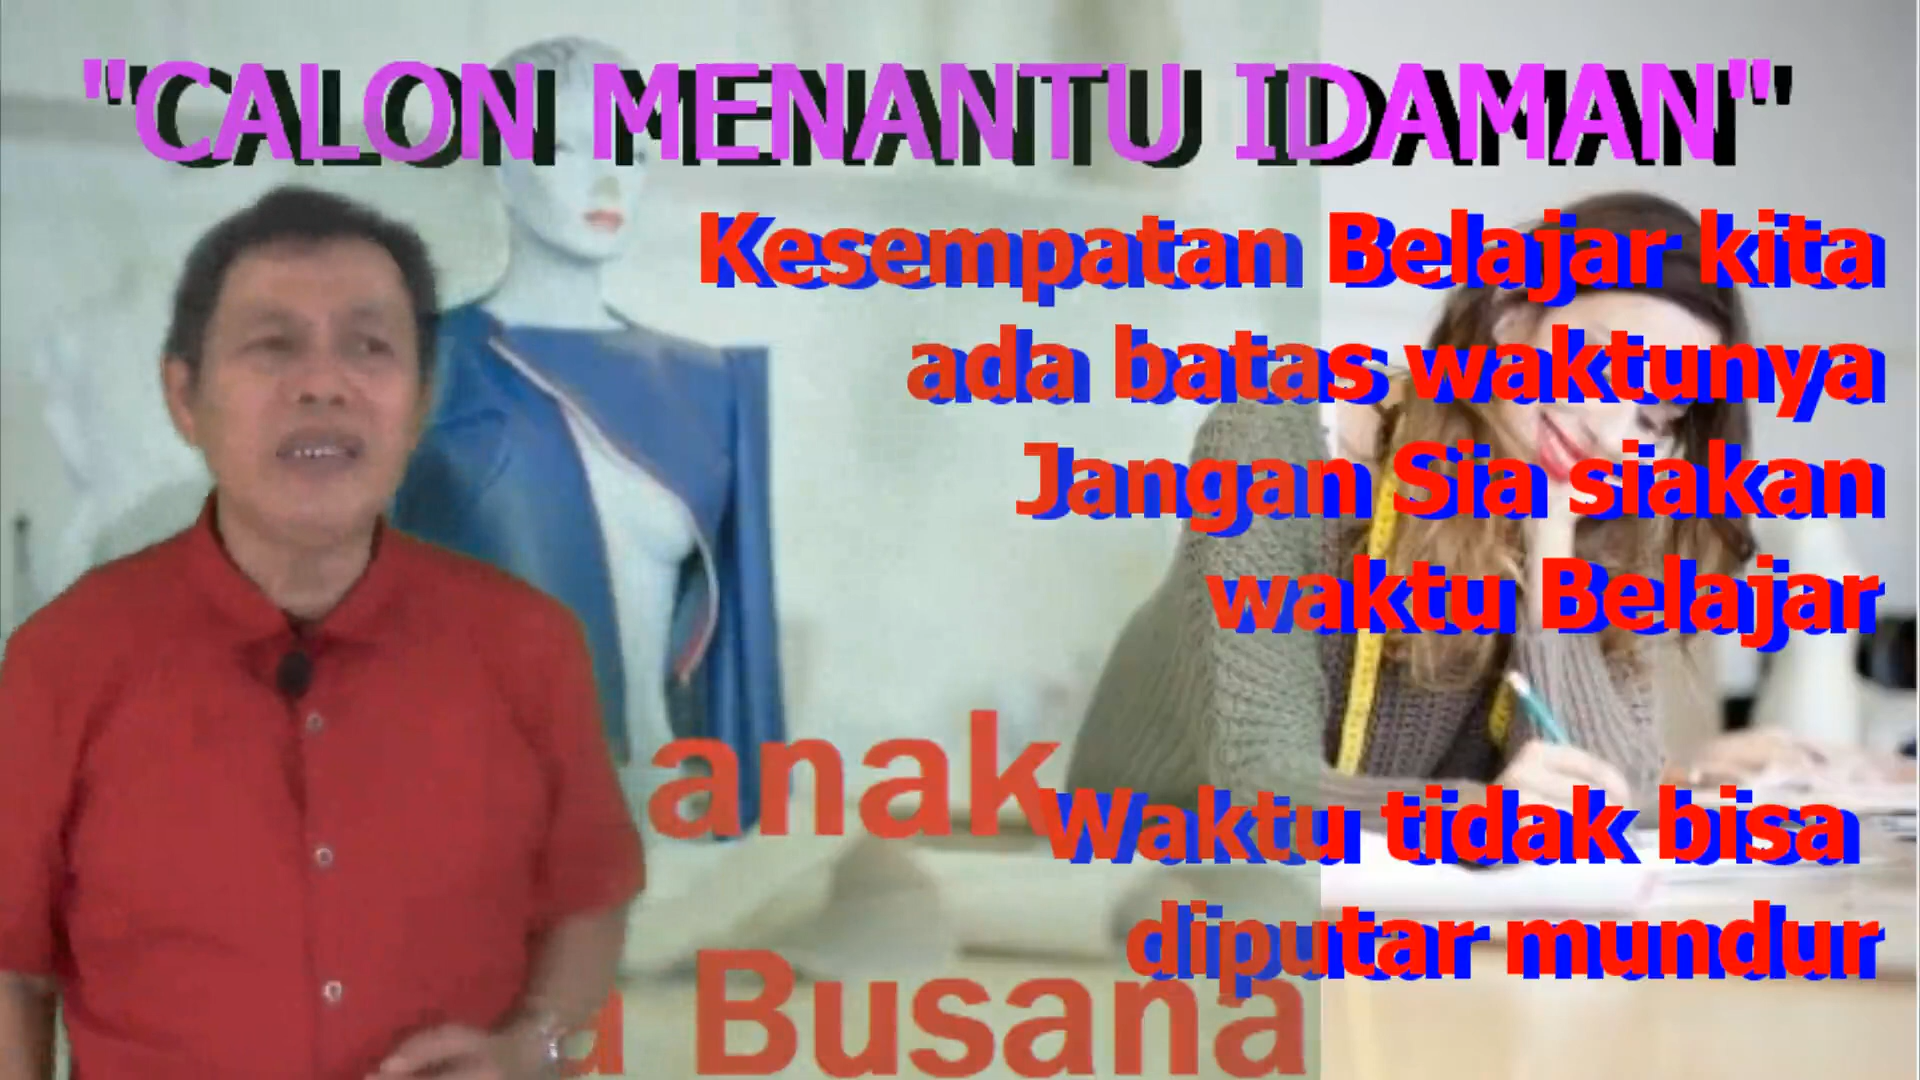 "CALON MENANTU IDAMAN"
Kesempatan Belajar kita
ada batas waktunya
Jangan Sia siakan
waktu Belajar
anak
Waktu tidak bisa
diputar mundur
a Busana